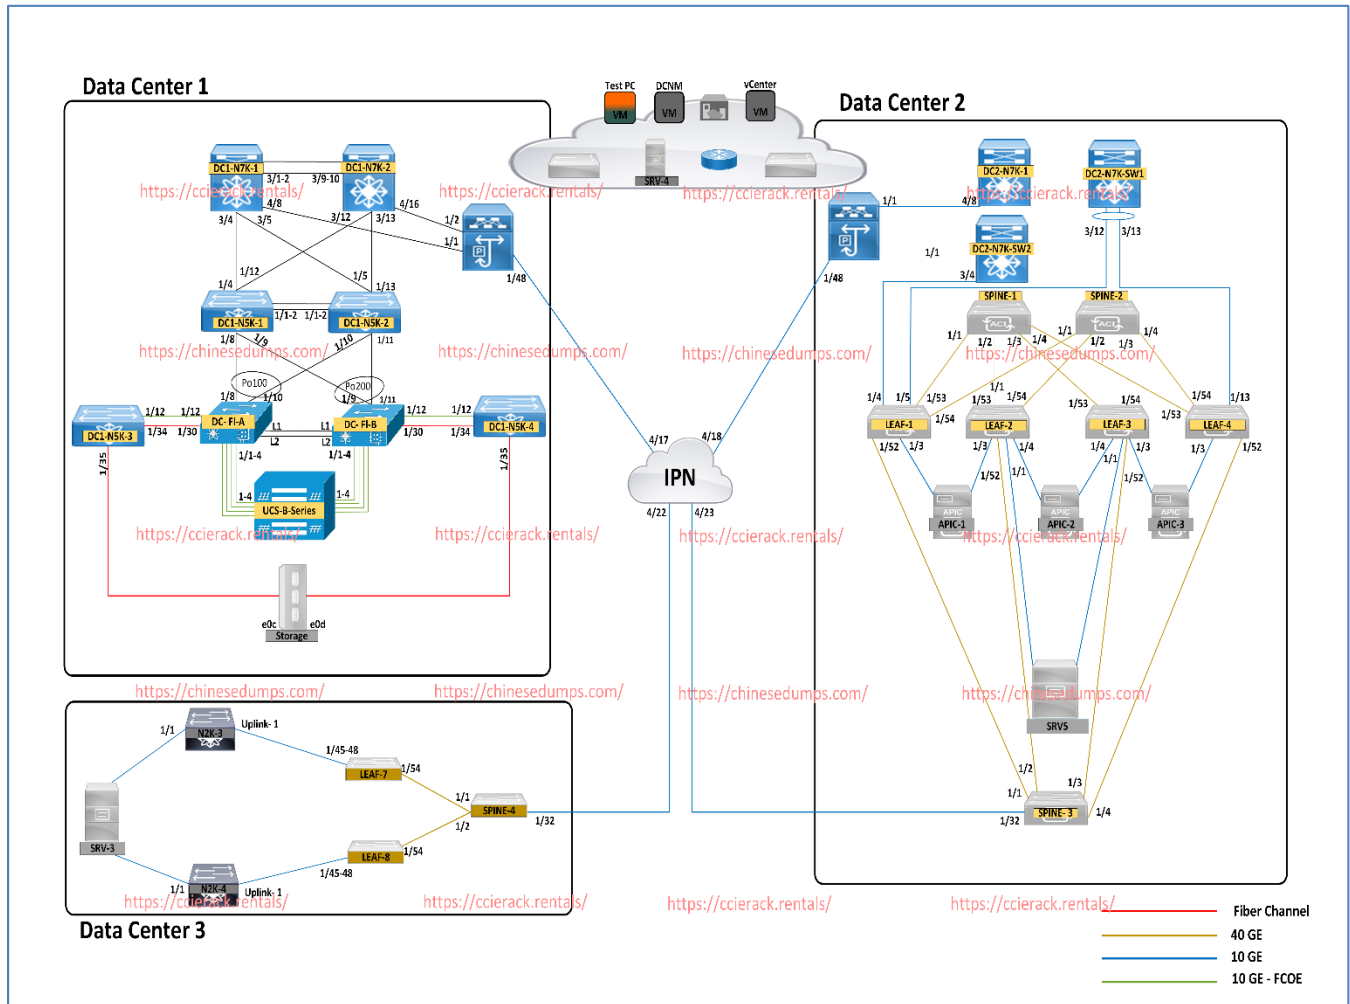 Data Center 1
Test PC
VM
DCNM
VM
vCenter
VM
SRV-4
Data Center 2
DC1-N7K-1
DC1-N7K-2
3/1-2
3/9-10
https://ccierack.rentals/
https://ccierack.rentals/
https://ccierack.rentals/
https://ccierack.rentals/
4/8
3/4
3/5
3/12
3/13
4/16
1/2
1/1
P
1/48
DC2-N7K-1
DC2-N7K-SW1
1/1
4/8
P
1/48
3/12
3/13
DC2-N7K-SW2
1/1
3/4
1/12
1/4
1/5
1/13
DC1-N5K-1
1/1-2
1/1-2
DC1-N5K-2
1/8
1/9
1/10
1/11
SPINE-1
SPINE-2
ACI
ACI
1/1
1/2
1/3
1/4
1/1
1/2
1/3
1/4
https://chinesedumps.com/
https://chinesedumps.com/
https://chinesedumps.com/
https://chinesedumps.com/
Po100
Po200
1/8
1/10
1/9
1/11
1/12
1/34
1/12
1/30
DC1-N5K-3
DC- FI-A
L1
L2
L1
L2
DC- FI-B
1/12
1/30
1/12
1/34
DC1-N5K-4
1/35
1/35
1/1-4
1/1-4
1-4
1-4
UCS-B-Series
1/4
1/5
1/53
1/54
1/1
1/53
1/54
1/53
1/54
1/53
1/54
1/13
LEAF-1
LEAF-2
LEAF-3
LEAF-4
1/52
1/3
1/3
1/4
1/52
1/1
1/4
1/1
1/3
1/52
1/3
1/52
APIC
APIC-1
APIC
APIC-2
APIC
APIC-3
4/17
4/18
IPN
4/22
4/23
https://ccierack.rentals/
https://ccierack.rentals/
https://ccierack.rentals/
https://ccierack.rentals/
e0c
e0d
Storage
https://chinesedumps.com/
https://chinesedumps.com/
https://chinesedumps.com/
https://chinesedumps.com/
SRV5
1/1
N2K-3
Uplink- 1
1/45-48
LEAF-7
1/54
1/1
1/2
SPINE-4
1/32
SRV-3
1/1
N2K-4
Uplink- 1
1/45-48
LEAF-8
1/54
1/2
1/1
1/3
1/4
1/32
SPINE- 3
https://ccierack.rentals/
https://ccierack.rentals/
https://ccierack.rentals/
https://ccierack.rentals/
Data Center 3
Fiber Channel
40 GE
10 GE
10 GE - FCOE